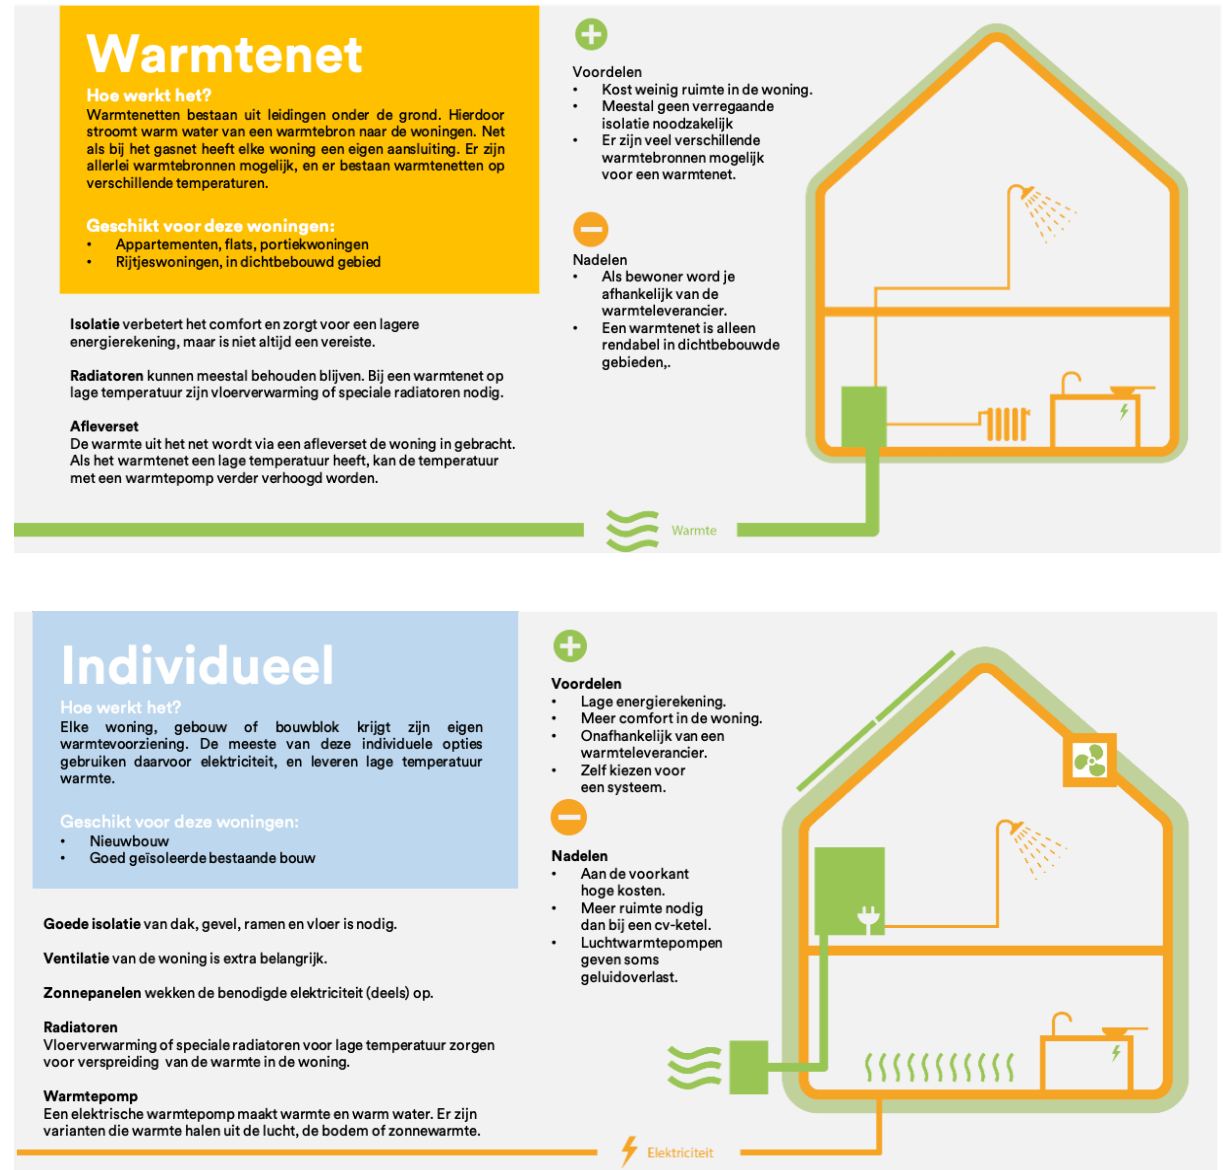 Warmtenet
Hoe werkt het?
Warmtenetten bestaan uit leidingen onder de grond. Hierdoor
stroomt warm water van een warmtebron naar de woningen. Net
als bij het gasnet heeft elke woning een eigen aansluiting. Er zijn
allerlei warmtebronnen mogelijk, en er bestaan warmtenetten op
verschillende temperaturen.
Geschikt voor deze woningen:
• Appartementen, flats, portiekwoningen
• Rijtjeswoningen, in dichtbebouwd gebied
Isolatie verbetert het comfort en zorgt voor een lagere
energierekening, maar is niet altijd een vereiste.
Radiatoren kunnen meestal behouden blijven. Bij een warmtenet op
lage temperatuur zijn vloerverwarming of speciale radiatoren nodig.
Afleverset
De warmte uit het net wordt via een afleverset de woning in gebracht.
Als het warmtenet een lage temperatuur heeft, kan de temperatuur
met een warmtepomp verder verhoogd worden.
Voordelen
• Kost weinig ruimte in de woning.
• Meestal geen verregaande
isolatie noodzakelijk
• Er zijn veel verschillende
warmtebronnen mogelijk
voor een warmtenet.
Nadelen
• Als bewoner word je
afhankelijk van de
warmteleverancier.
• Een warmtenet is alleen
rendabel in dichtbebouwde
gebieden,.
Warmte
Individueel
Hoe werkt het?
Elke woning, gebouw of bouwblok krijgt zijn eigen
warmtevoorziening. De meeste van deze individuele opties
gebruiken daarvoor elektriciteit, en leveren lage temperatuur
warmte.
Geschikt voor deze woningen:
• Nieuwbouw
• Goed geïsoleerde bestaande bouw
Goede isolatie van dak, gevel, ramen en vloer is nodig.
Ventilatie van de woning is extra belangrijk.
Zonnepanelen wekken de benodigde elektriciteit (deels) op.
Radiatoren
Vloerverwarming of speciale radiatoren voor lage temperatuur zorgen
voor verspreiding van de warmte in de woning.
Warmtepomp
Een elektrische warmtepomp maakt warmte en warm water. Er zijn
varianten die warmte halen uit de lucht, de bodem of zonnewarmte.
Voordelen
• Lage energierekening.
• Meer comfort in de woning.
• Onafhankelijk van een
warmteleverancier.
• Zelf kiezen voor
een systeem.
Nadelen
• Aan de voorkant
hoge kosten.
• Meer ruimte nodig
dan bij een cv-ketel.
• Luchtwarmtepompen
geven soms
geluidoverlast.
Elektriciteit